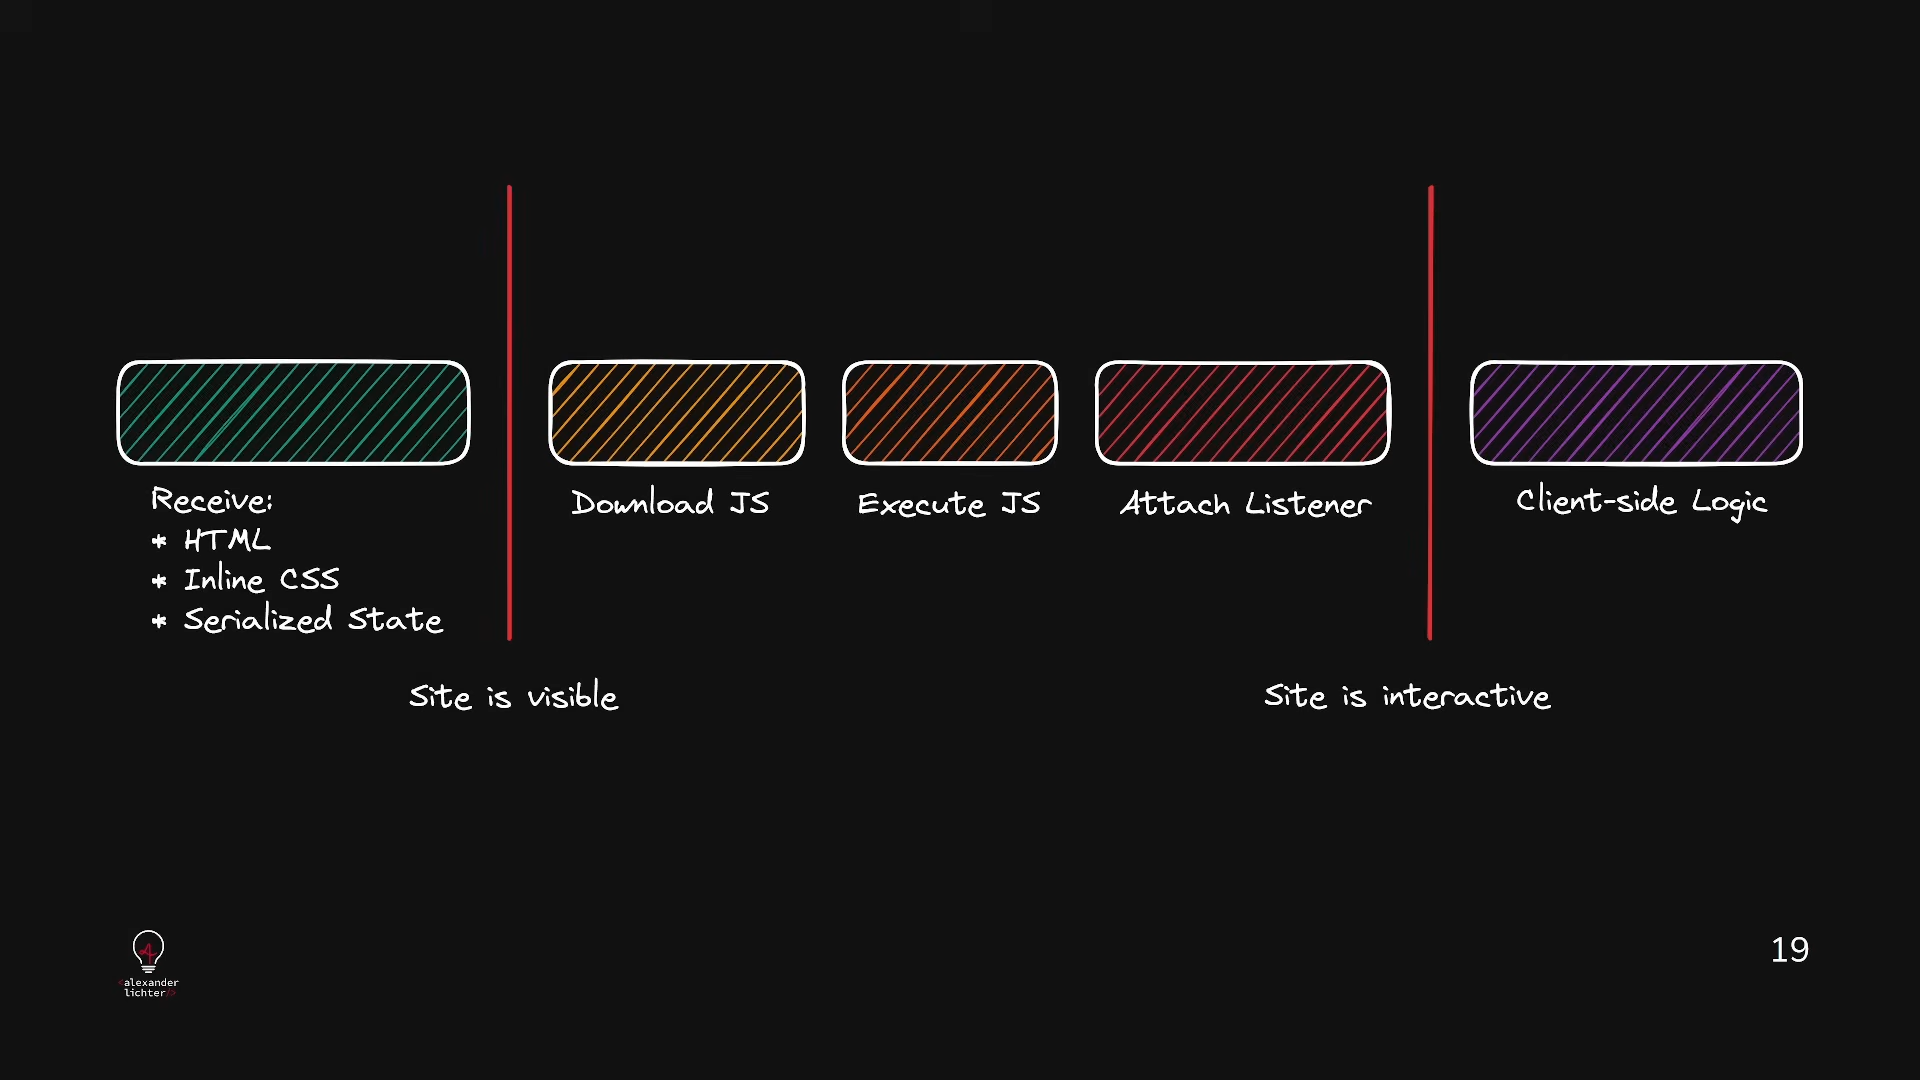 Receive:
* HTML
* Inline CSS
* Serialized State
Download JS
Execute JS
Attach Listener
Client-side Logic
Site is visible
Site is interactive
<alexander
lichter/>
19